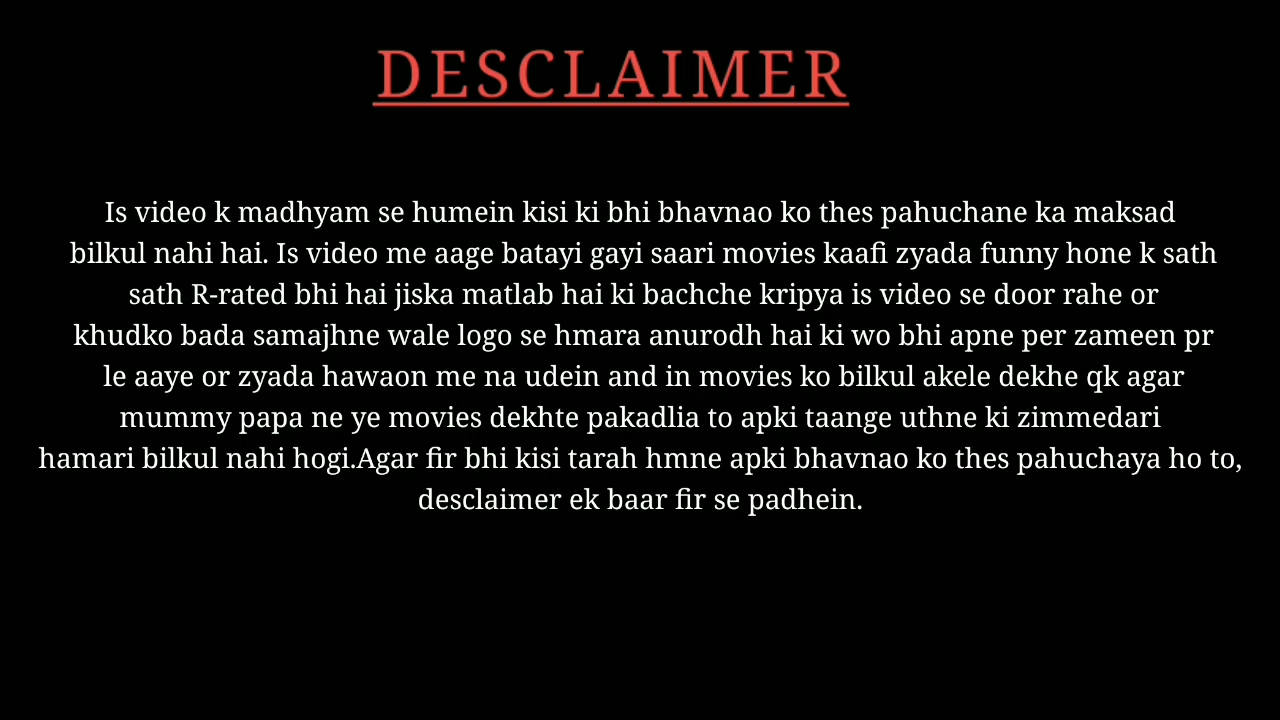 DESCLAIMER
Is video k madhyam se humein kisi ki bhi bhavnao ko thes pahuchane ka maksad
bilkul nahi hai. Is video me aage batayi gayi saari movies kaafi zyada funny hone k sath
sath R-rated bhi hai jiska matlab hai ki bachche kripya is video se door rahe or
khudko bada samajhne wale logo se hmara anurodh hai ki wo bhi apne per zameen pr
le aaye or zyada hawaon me na udein and in movies ko bilkul akele dekhe qk agar
mummy papa ne ye movies dekhte pakadlia to apki taange uthne ki zimmedari
hamari bilkul nahi hogi.Agar fir bhi kisi tarah hmne apki bhavnao ko thes pahuchaya ho to,
desclaimer ek baar fir se padhein.